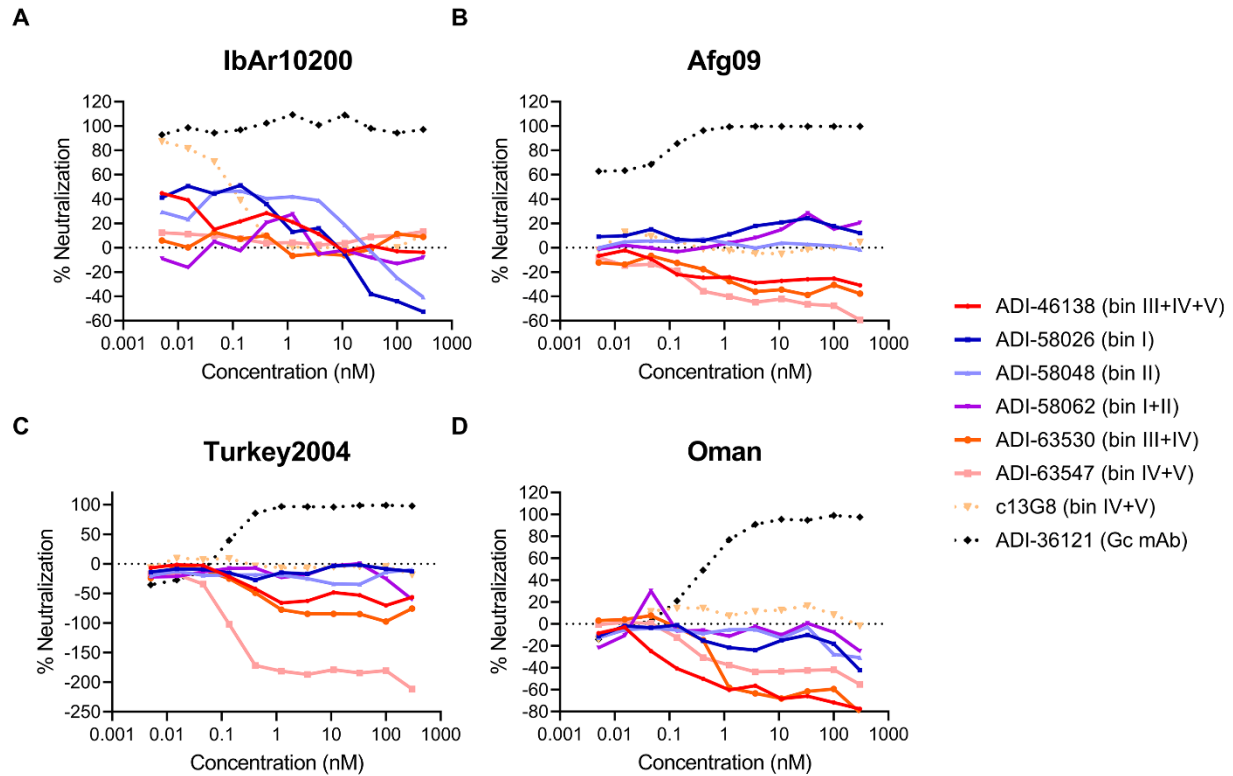 A
IbAr10200
120
100
80
60
40
20
0
-20
-40
-60
0.001 0.01 0.1 1 10 100 1000
% Neutralization
Concentration (nM)
B
Afg09
120
100
80
60
40
20
0
-20
-40
-60
0.001 0.01 0.1 1 10 100 1000
% Neutralization
Concentration (nM)
C
Turkey2004
100
50
0
-50
-100
-150
-200
-250
0.001 0.01 0.1 1 10 100 1000
% Neutralization
Concentration (nM)
D
Oman
120
100
80
60
40
20
0
-20
-40
-60
-80
0.001 0.01 0.1 1 10 100 1000
% Neutralization
Concentration (nM)
ADI-46138 (bin III+IV+V)
ADI-58026 (bin I)
ADI-58048 (bin II)
ADI-58062 (bin I+II)
ADI-63530 (bin III+IV)
ADI-63547 (bin IV+V)
c13G8 (bin IV+V)
ADI-36121 (Gc mAb)